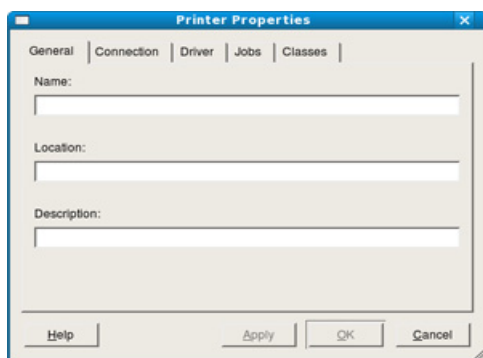 Printer Properties
General Connection Driver Jobs Classes
Name:
Location:
Description:
Help Apply OK Cancel